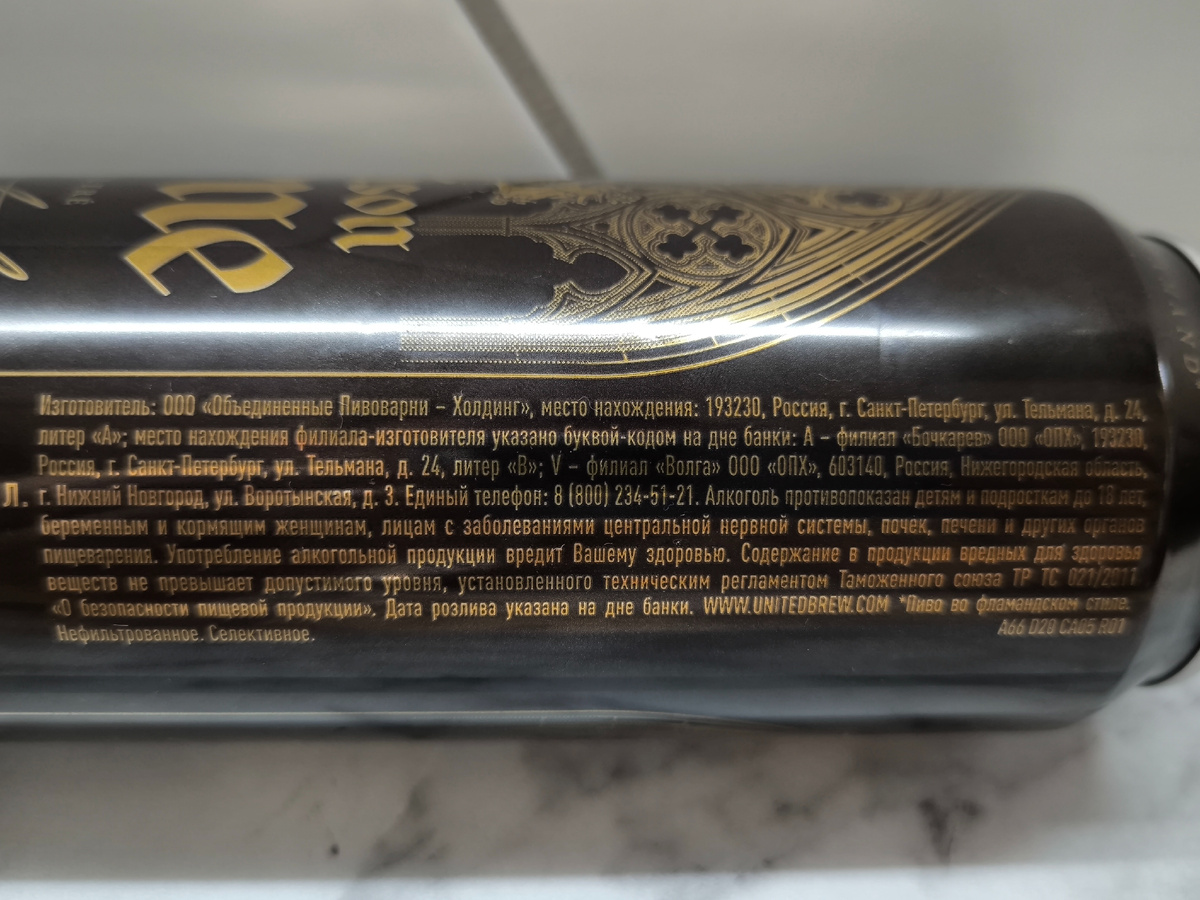 son
ne
Изготовитель: ООО «Объединенные Пивоварни – Холдинг», место нахождения: 193230, Россия, г. Санкт-Петербург, ул. Тельмана, д. 24,
литер «А»; место нахождения филиала-изготовителя указано буквой-кодом на дне банки: А – филиал «Бочкарев» ООО «ОПХ», 193230,
Россия, г. Санкт-Петербург, ул. Тельмана, д. 24, литер «В»; V – филиал «Волга» ООО «ОПХ», 603140, Россия, Нижегородская область,
Л. г. Нижний Новгород, ул. Воротынская, д. 3. Единый телефон: 8 (800) 234-51-21. Алкоголь противопоказан детям и подросткам до 18 лет,
беременным и кормящим женщинам, лицам с заболеваниями центральной нервной системы, почек, печени и других органов
пищеварения. Употребление алкогольной продукции вредит Вашему здоровью. Содержание в продукции вредных для здоровья
веществ не превышает допустимого уровня, установленного техническим регламентом Таможенного союза ТР ТС 021/2011
«О безопасности пищевой продукции». Дата розлива указана на дне банки. WWW.UNITEDBREW.COM *Пиво во фламандском стиле.
Нефильтрованное. Селективное.
A66 D28 CA05 R01